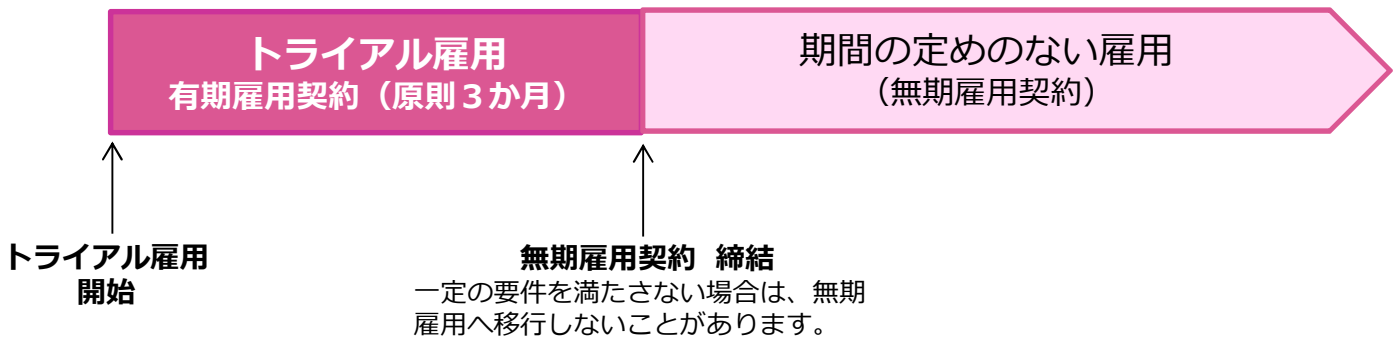 トライアル雇用
有期雇用契約（原則３か月）
期間の定めのない雇用
（無期雇用契約）
トライアル雇用
開始
無期雇用契約 締結
一定の要件を満たさない場合は、無期
雇用へ移行しないことがあります。